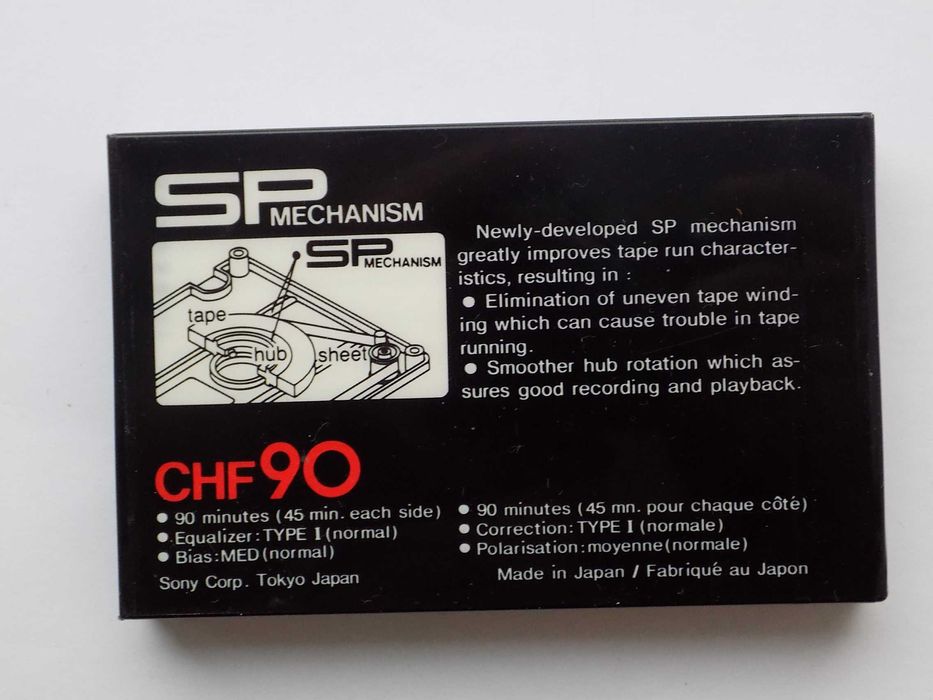 SP MECHANISM
SP MECHANISM
tape
hub
sheet
Newly-developed SP mechanism
greatly improves tape run character-
istics, resulting in :
● Elimination of uneven tape wind-
ing which can cause trouble in tape
running.
● Smoother hub rotation which as-
sures good recording and playback.
CHF 90
● 90 minutes (45 min. each side)
● Equalizer: TYPE I (normal)
● Bias: MED (normal)
Sony Corp. Tokyo Japan
● 90 minutes (45 mn. pour chaque côté)
● Correction: TYPE I (normale)
● Polarisation: moyenne (normale)
Made in Japan / Fabriqué au Japon